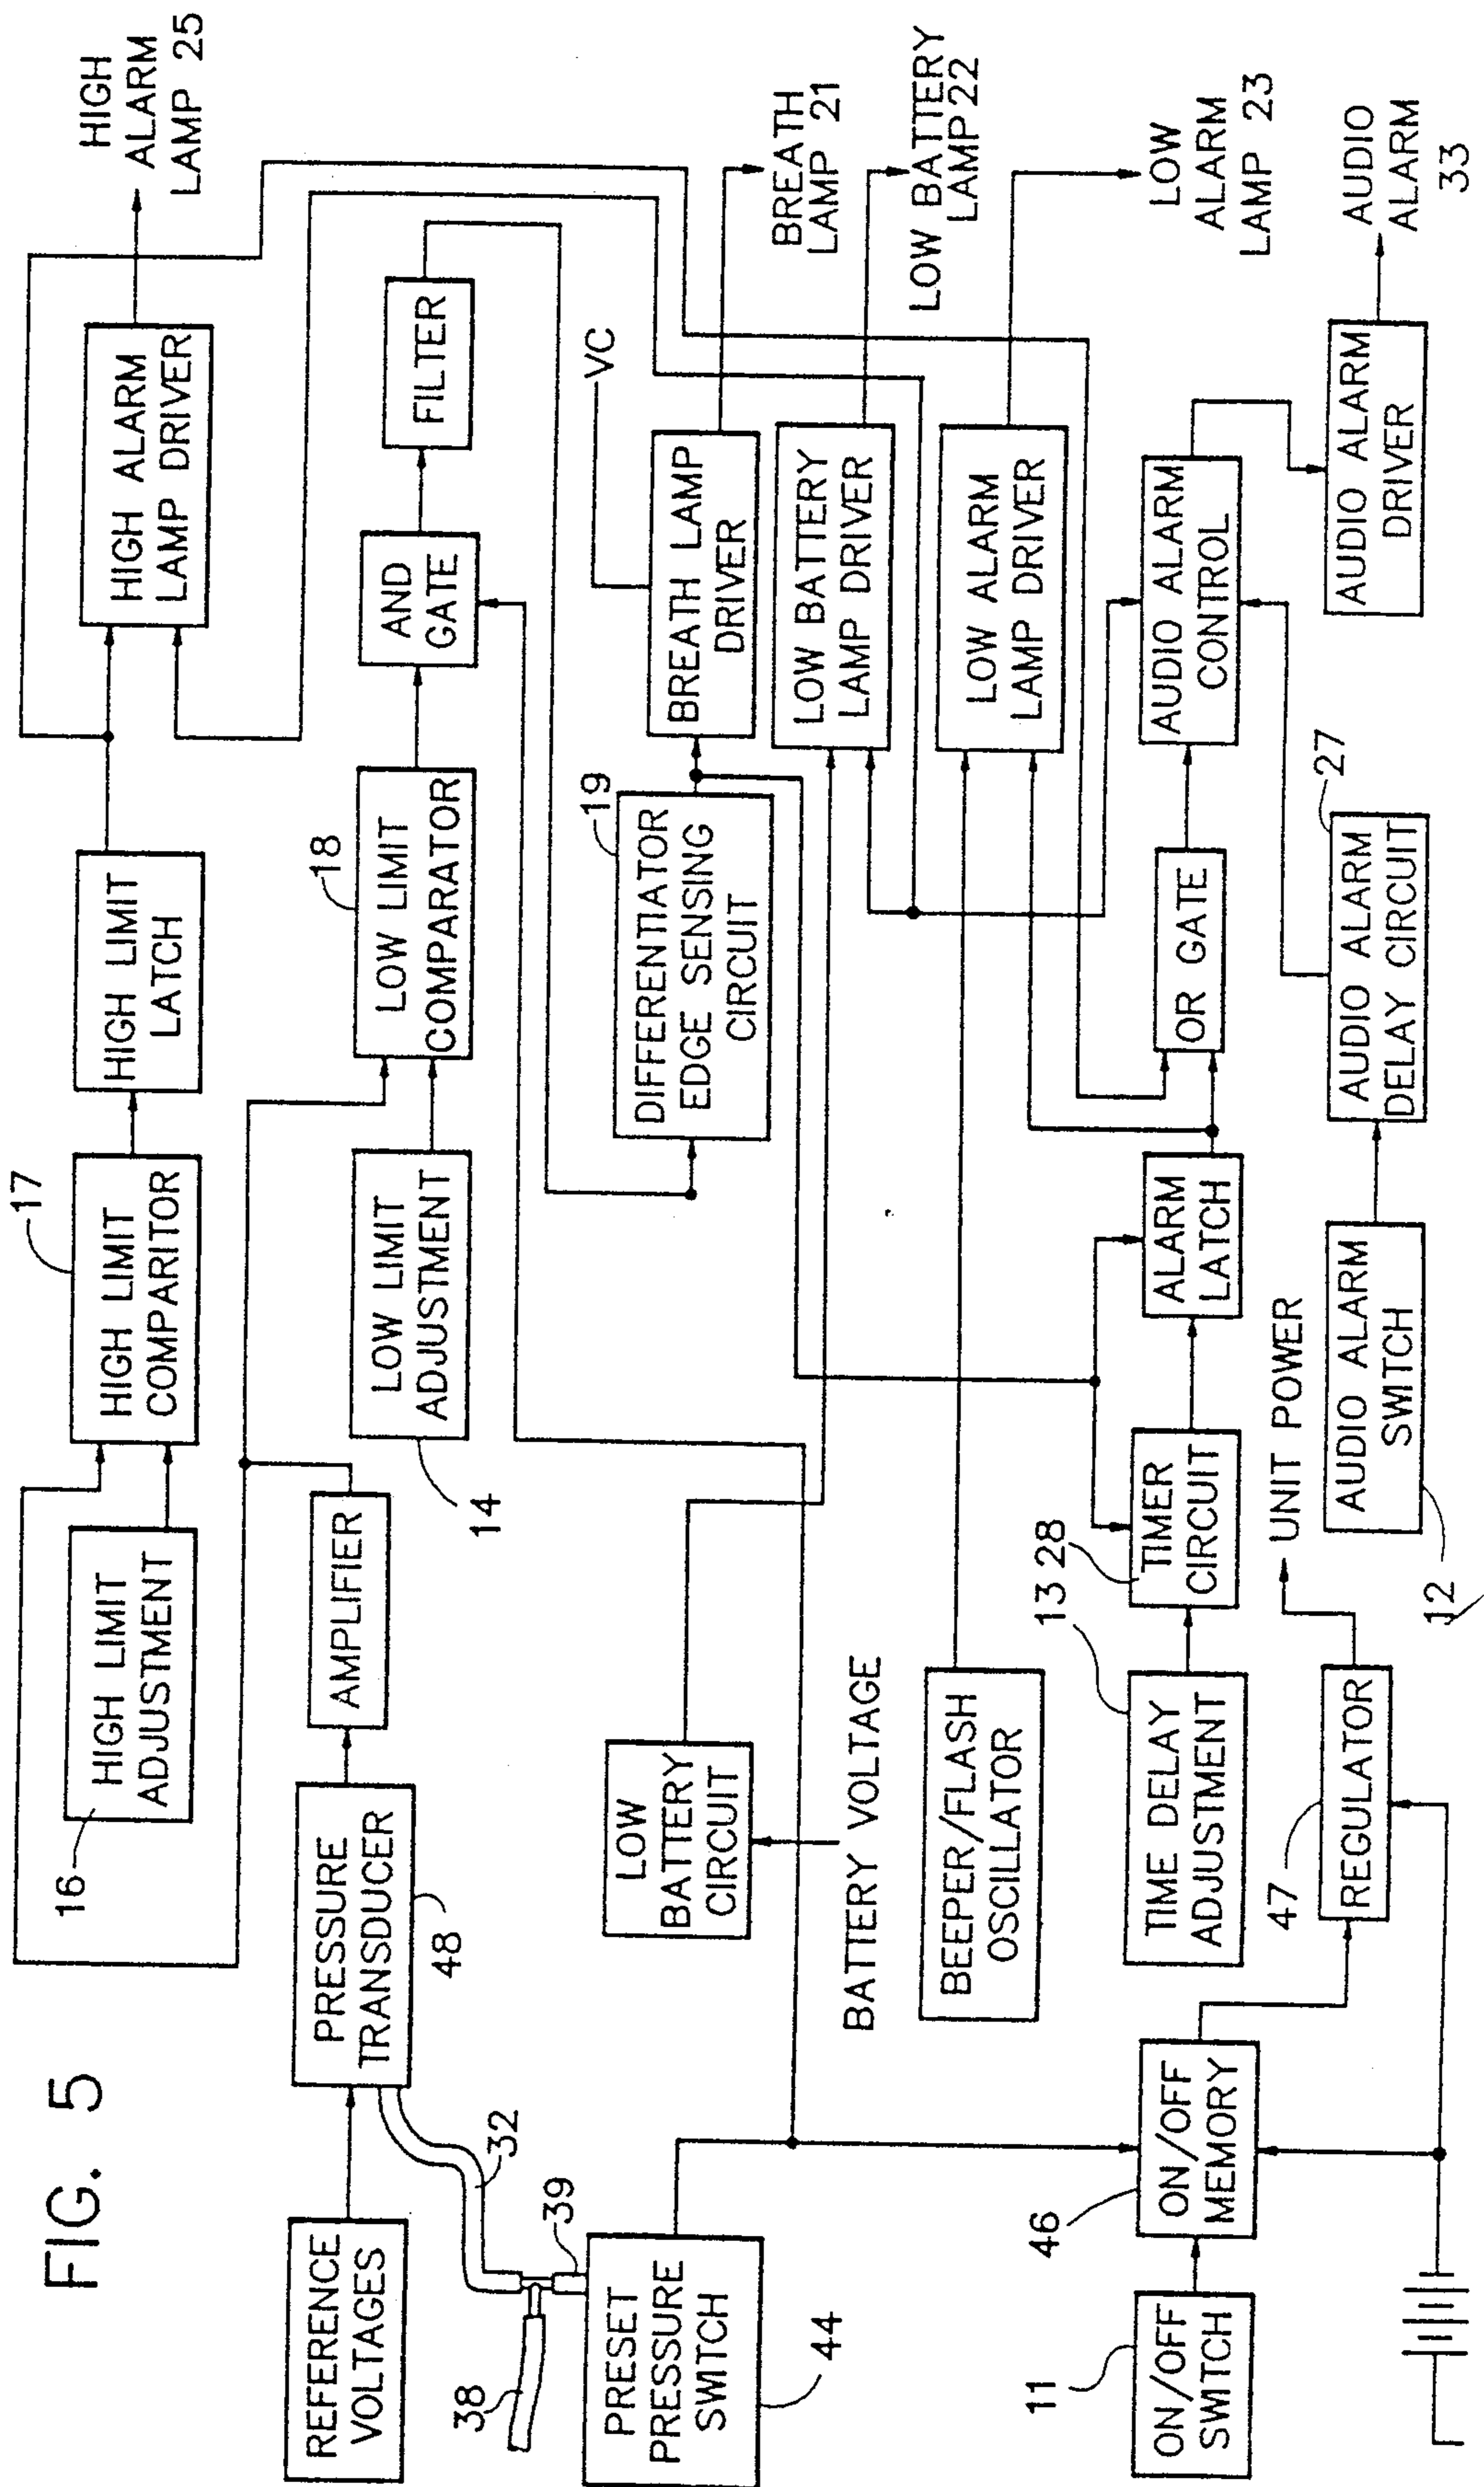 FIG. 5
16
HIGH LIMIT
ADJUSTMENT
17
HIGH LIMIT
COMPARITOR
HIGH LIMIT
LATCH
HIGH ALARM
LAMP DRIVER
HIGH
ALARM
LAMP 25
REFERENCE
VOLTAGES
PRESSURE
TRANSDUCER
48
AMPLIFIER
LOW LIMIT
ADJUSTMENT
14
18
LOW LIMIT
COMPARATOR
AND
GATE
FILTER
32
38
39
PRESET
PRESSURE
SWITCH
44
LOW
BATTERY
CIRCUIT
BATTERY VOLTAGE
19
DIFFERENTIATOR
EDGE SENSING
CIRCUIT
VC
BREATH LAMP
DRIVER
BREATH
LAMP 21
LOW BATTERY
LAMP DRIVER
LOW BATTERY
LAMP 22
BEEPER/FLASH
OSCILLATOR
LOW ALARM
LAMP DRIVER
LOW
ALARM
LAMP 23
13
TIME DELAY
ADJUSTMENT
28
TIMER
CIRCUIT
ALARM
LATCH
OR GATE
AUDIO ALARM
CONTROL
11
ON/OFF
SWITCH
46
ON/OFF
MEMORY
47
REGULATOR
UNIT POWER
12
AUDIO ALARM
SWITCH
27
AUDIO ALARM
DELAY CIRCUIT
AUDIO ALARM
DRIVER
AUDIO
ALARM
33